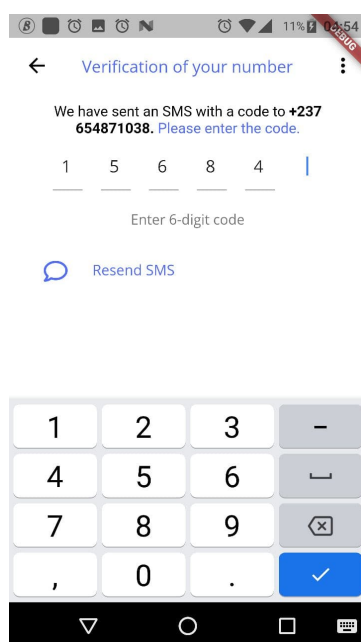 11% 04:54
DEBUG
Verification of your number
We have sent an SMS with a code to +237
654871038. Please enter the code.
1 5 6 8 4
Enter 6-digit code
Resend SMS
1 2 3 -
4 5 6
7 8 9
, 0 .